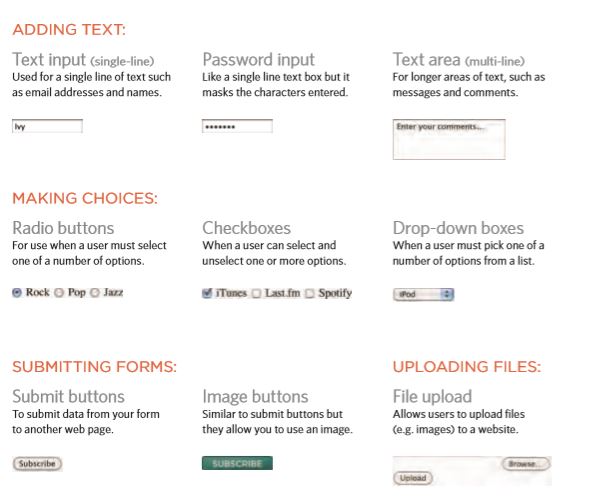 ADDING TEXT:
Text input (single-line)
Used for a single line of text such
as email addresses and names.
Ivy
Password input
Like a single line text box but it
masks the characters entered.
•••••••
Text area (multi-line)
For longer areas of text, such as
messages and comments.
Enter your comments...
MAKING CHOICES:
Radio buttons
For use when a user must select
one of a number of options.
Rock Pop Jazz
Checkboxes
When a user can select and
unselect one or more options.
iTunes Last.fm Spotify
Drop-down boxes
When a user must pick one of a
number of options from a list.
iPod
SUBMITTING FORMS:
Submit buttons
To submit data from your form
to another web page.
Subscribe
Image buttons
Similar to submit buttons but
they allow you to use an image.
SUBSCRIBE
UPLOADING FILES:
File upload
Allows users to upload files
(e.g. images) to a website.
Browse...
Upload